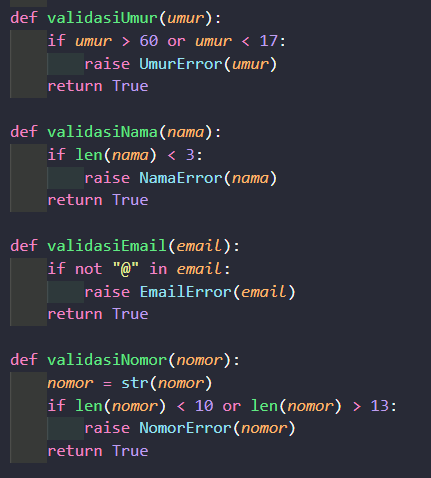 def validasiUmur(umur):
    if umur > 60 or umur < 17:
        raise UmurError(umur)
    return True

def validasiNama(nama):
    if len(nama) < 3:
        raise NamaError(nama)
    return True

def validasiEmail(email):
    if not "@" in email:
        raise EmailError(email)
    return True

def validasiNomor(nomor):
    nomor = str(nomor)
    if len(nomor) < 10 or len(nomor) > 13:
        raise NomorError(nomor)
    return True